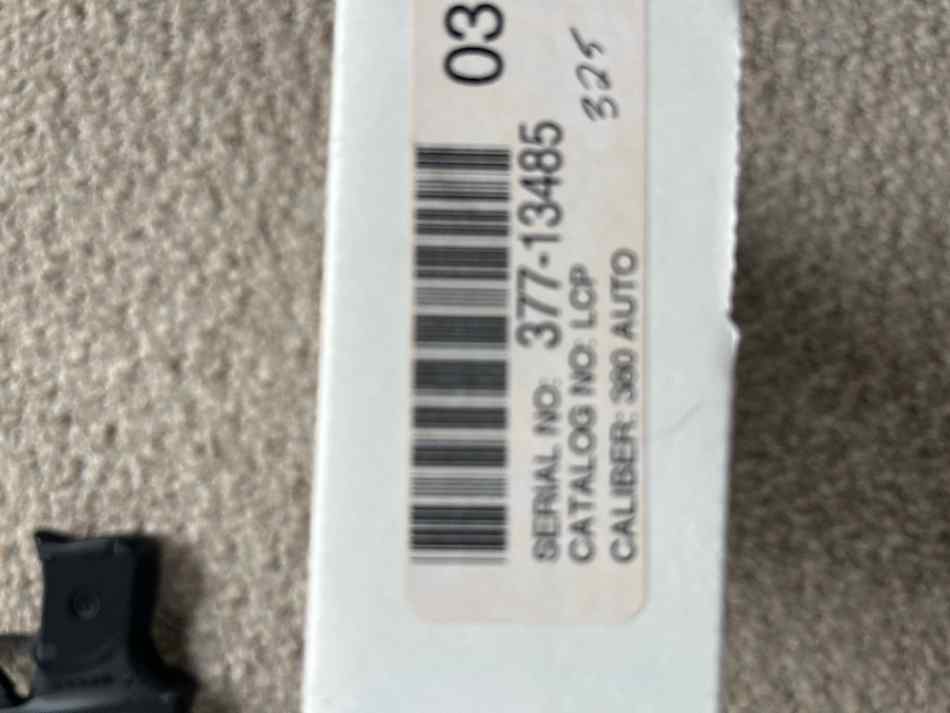 03
325
SERIAL NO: 377-13485
CATALOG NO: LCP
CALIBER: 380 AUTO